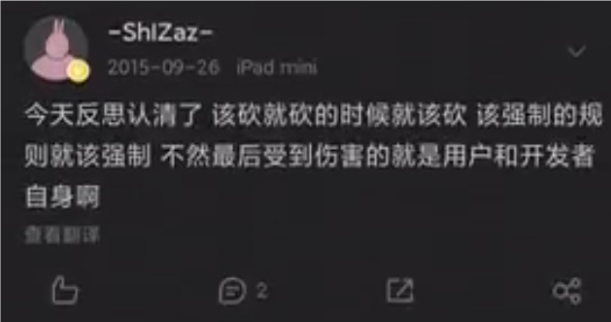 -ShIZaz-
2015-09-26 iPad mini
今天反思认清了 该砍就砍的时候就该砍 该强制的规
则就该强制 不然最后受到伤害的就是用户和开发者
自身啊
查看翻译
2